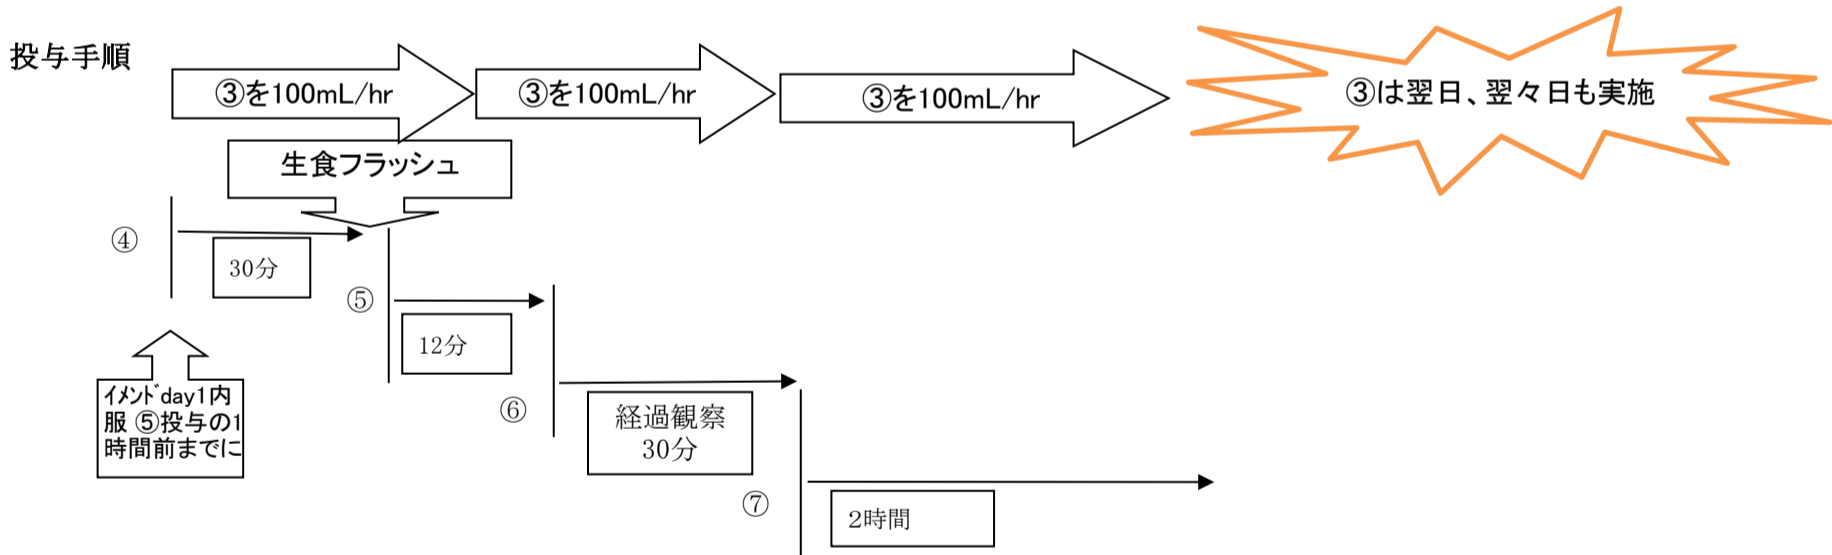 投与手順
③を100mL/hr
③を100mL/hr
③を100mL/hr
③は翌日、翌々日も実施
生食フラッシュ
④
30分
⑤
12分
ｲﾒﾝﾄﾞday1内
服 ⑤投与の1
時間前までに
⑥
経過観察
30分
⑦
2時間